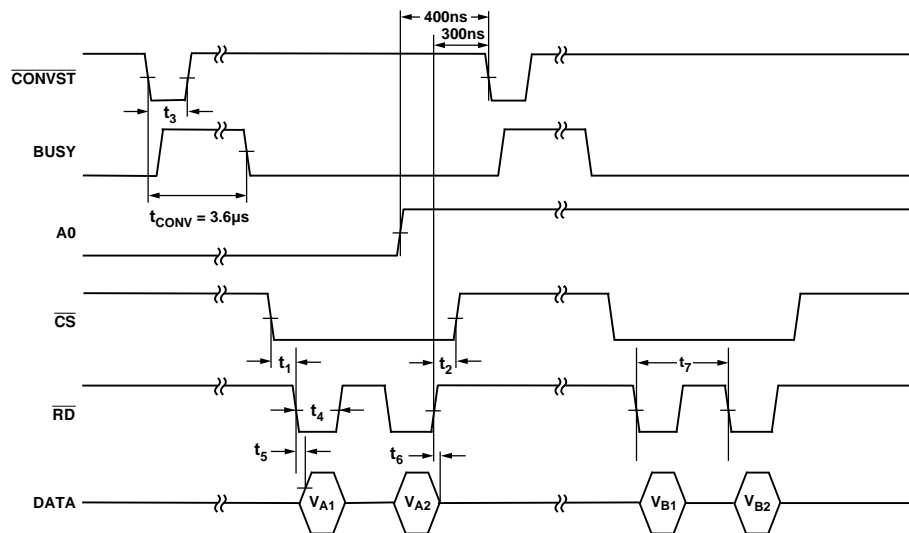 400ns
300ns
CONVST
t3
BUSY
tCONV = 3.6µs
A0
CS
t1
t2
t7
RD
t4
t5
t6
DATA
VA1
VA2
VB1
VB2